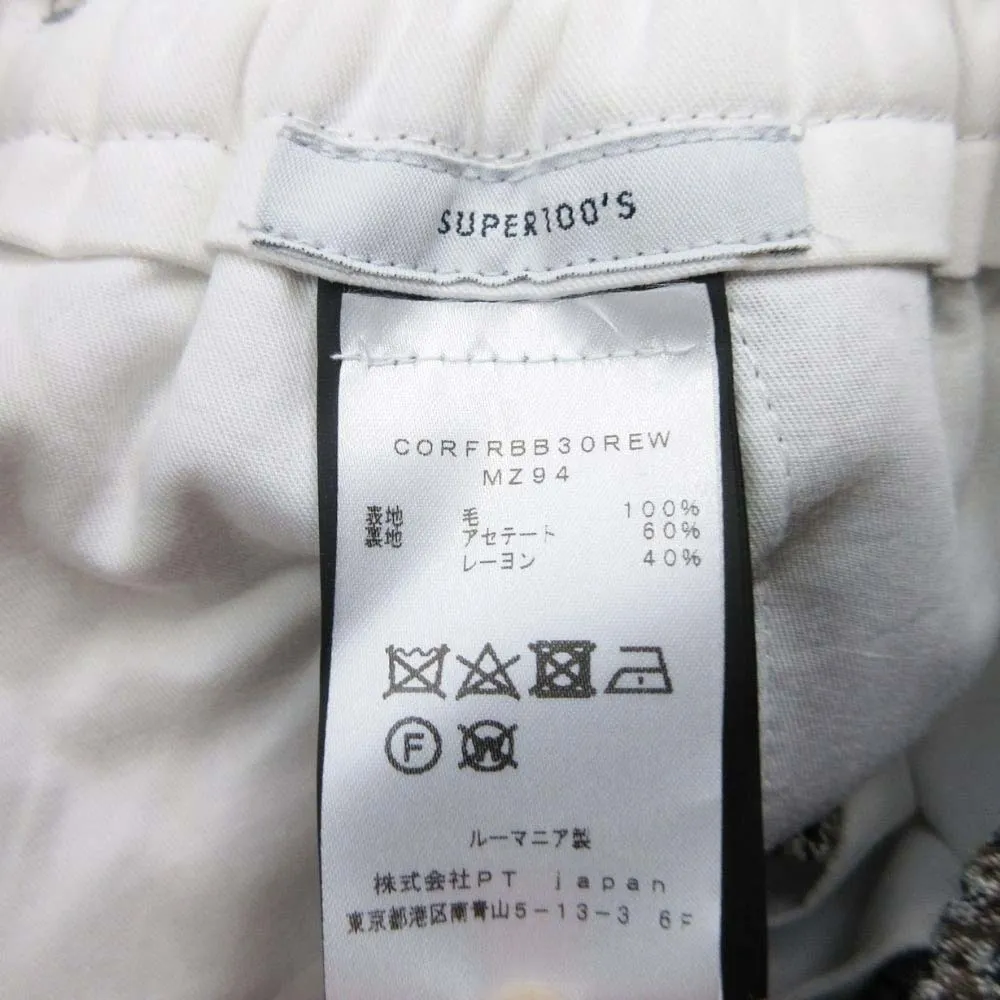 SUPER100'S
CORFRBB30REW
MZ94
表地 毛 100%
裏地 アセテート 60%
レーヨン 40%
F W
ルーマニア製
株式会社PT japan
東京都港区南青山5-13-3 6F